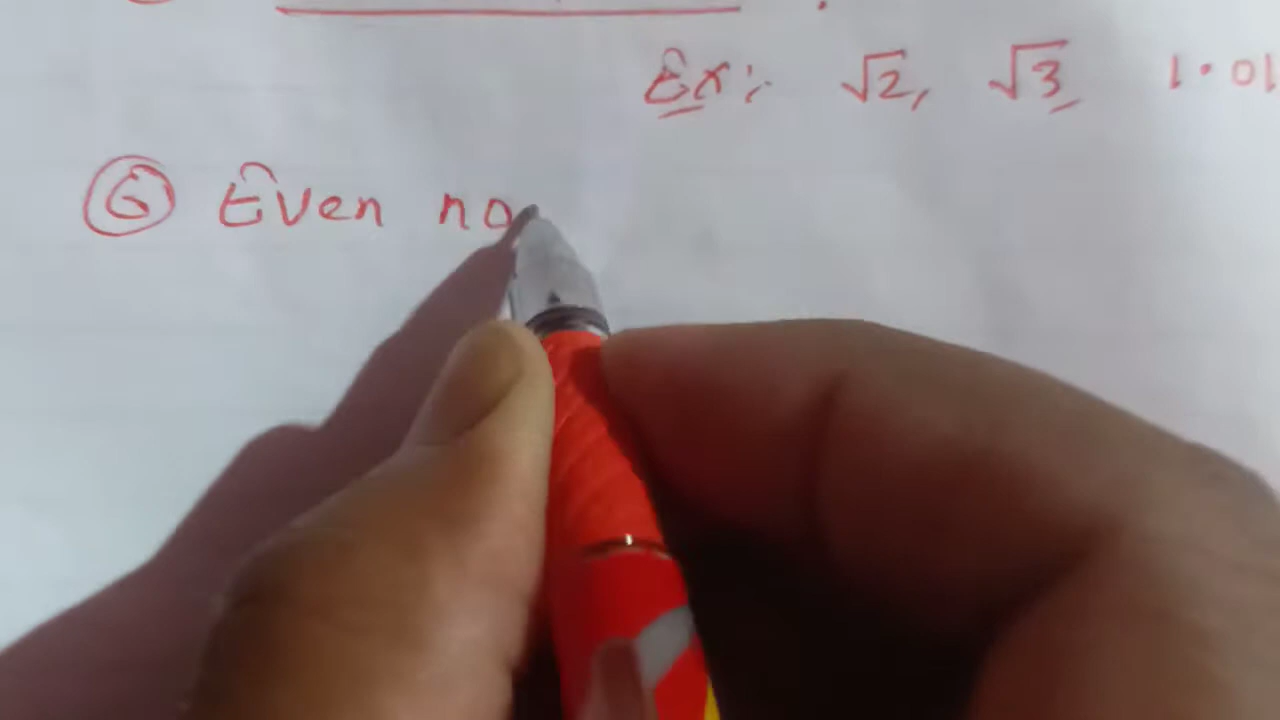 Ex:- √2, √3 1.01
6 Even no